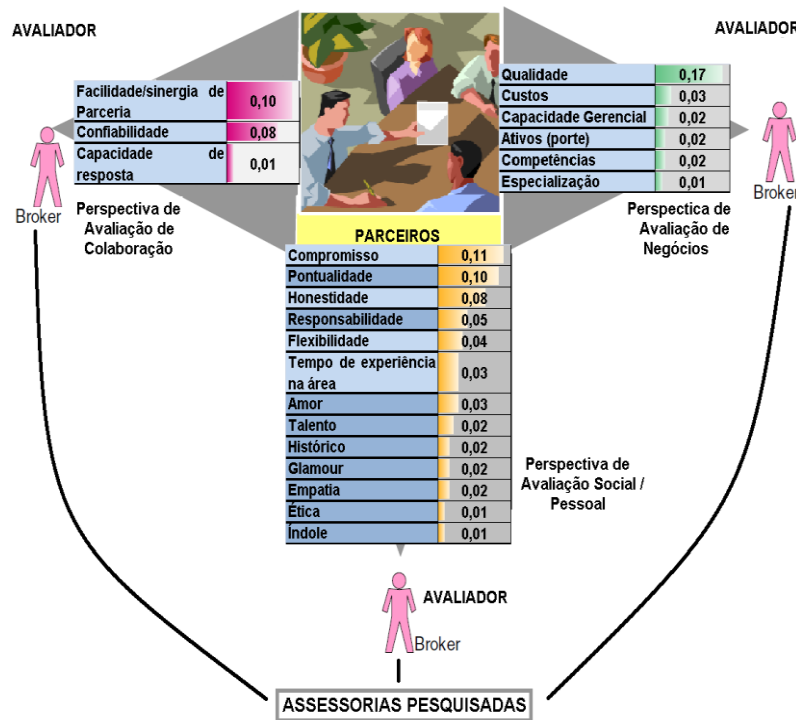 AVALIADOR
Facilidade/sinergia de
Parceria
0,10
Confiabilidade
0,08
Capacidade de
resposta
0,01
Broker
Perspectiva de
Avaliação de
Colaboração
AVALIADOR
Qualidade
0,17
Custos
0,03
Capacidade Gerencial
0,02
Ativos (porte)
0,02
Competências
0,02
Especialização
0,01
Broker
Perspectica de
Avaliação de
Negócios
PARCEIROS
Compromisso
0,11
Pontualidade
0,10
Honestidade
0,08
Responsabilidade
0,05
Flexibilidade
0,04
Tempo de experiência
na área
0,03
Amor
0,03
Talento
0,02
Histórico
0,02
Glamour
0,02
Empatia
0,02
Ética
0,01
Índole
0,01
Perspectiva de
Avaliação Social /
Pessoal
AVALIADOR
Broker
ASSESSORIAS PESQUISADAS